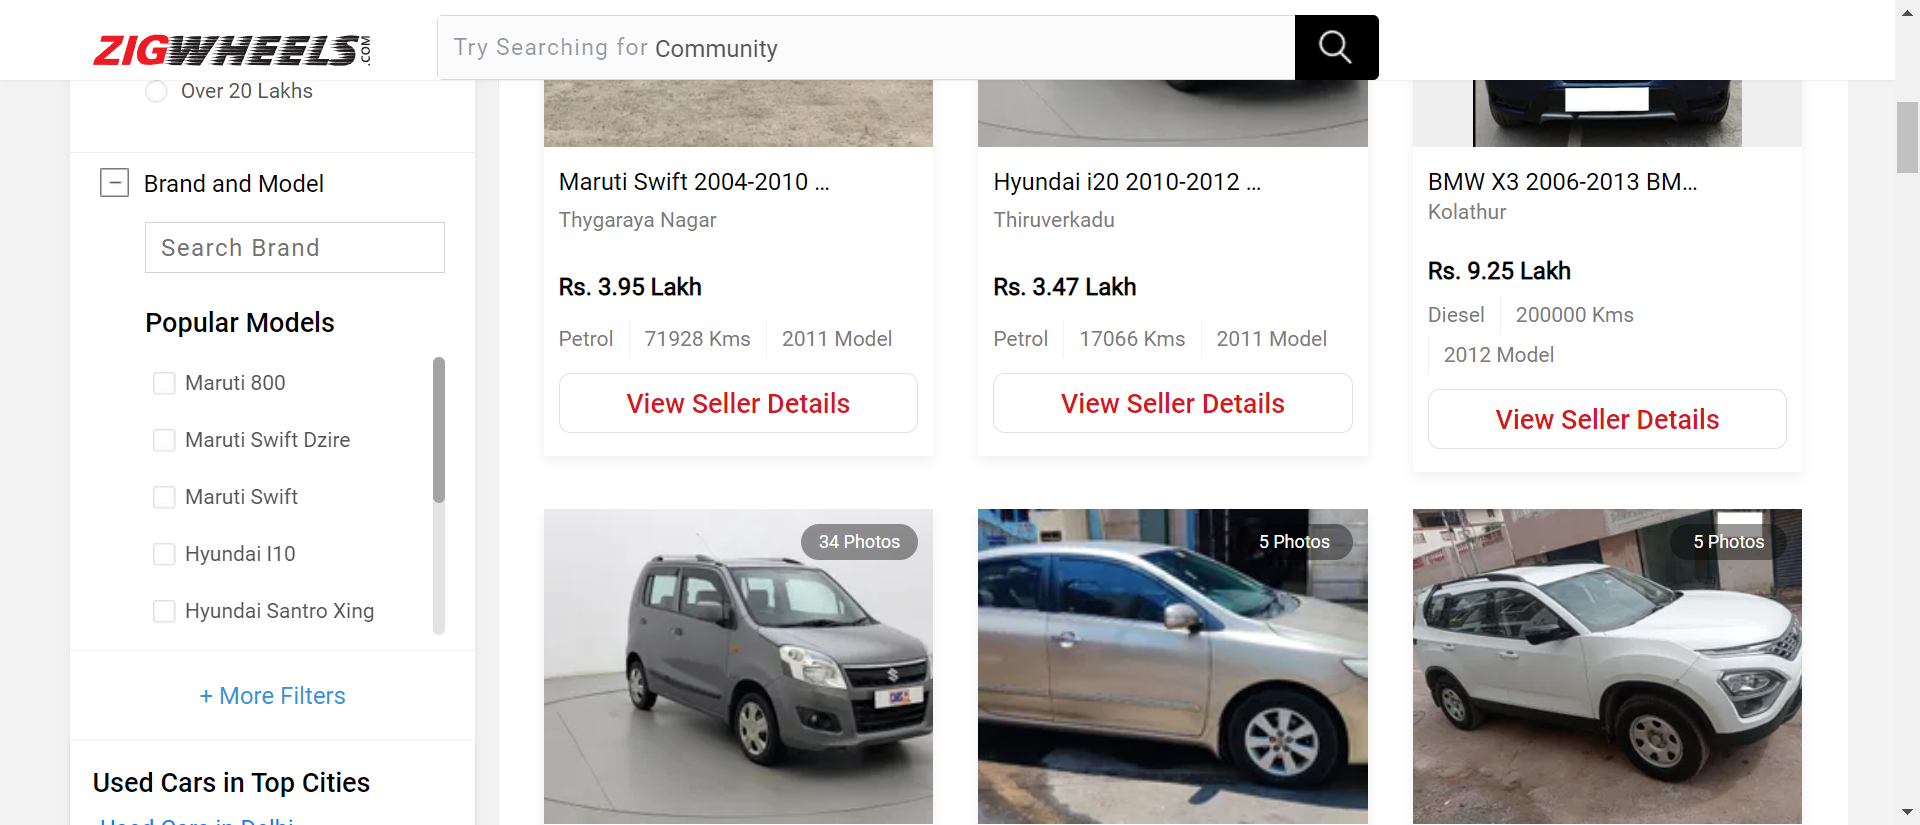 ZIGWHEELS.COM
Try Searching for Community
Over 20 Lakhs
Brand and Model
Search Brand
Popular Models
Maruti 800
Maruti Swift Dzire
Maruti Swift
Hyundai I10
Hyundai Santro Xing
+ More Filters
Used Cars in Top Cities
Used Cars in Delhi
Maruti Swift 2004-2010 ...
Thygaraya Nagar
Rs. 3.95 Lakh
Petrol 71928 Kms 2011 Model
View Seller Details
Hyundai i20 2010-2012 ...
Thiruverkadu
Rs. 3.47 Lakh
Petrol 17066 Kms 2011 Model
View Seller Details
BMW X3 2006-2013 BM...
Kolathur
Rs. 9.25 Lakh
Diesel 200000 Kms
2012 Model
View Seller Details
34 Photos
5 Photos
5 Photos